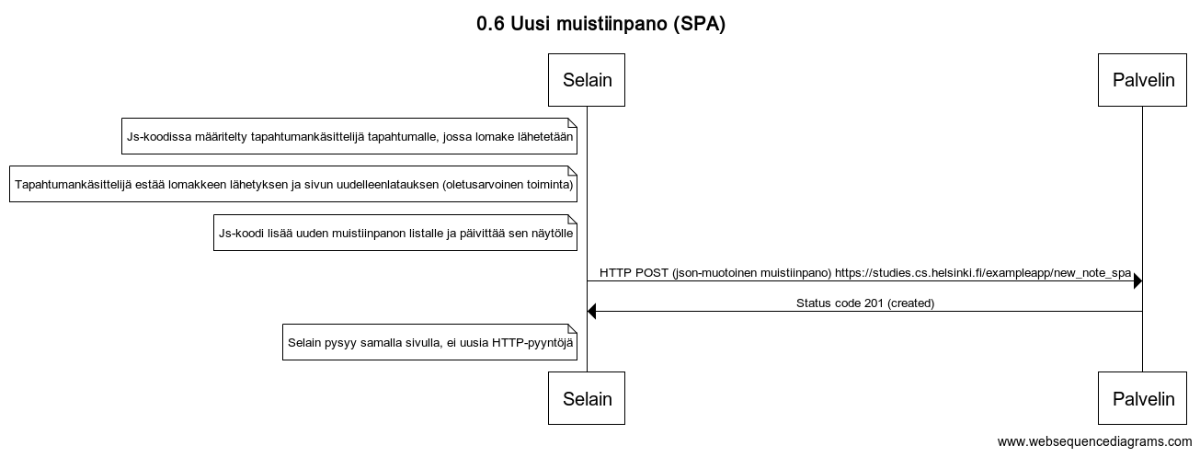 0.6 Uusi muistiinpano (SPA)
Selain
Palvelin
Js-koodissa määritelty tapahtumankäsittelijä tapahtumalle, jossa lomake lähetetään
Tapahtumankäsittelijä estää lomakkeen lähetyksen ja sivun uudelleenlatauksen (oletusarvoinen toiminta)
Js-koodi lisää uuden muistiinpanon listalle ja päivittää sen näytölle
HTTP POST (json-muotoinen muistiinpano) https://studies.cs.helsinki.fi/exampleapp/new_note_spa
Status code 201 (created)
Selain pysyy samalla sivulla, ei uusia HTTP-pyyntöjä
Selain
Palvelin
www.websequencediagrams.com